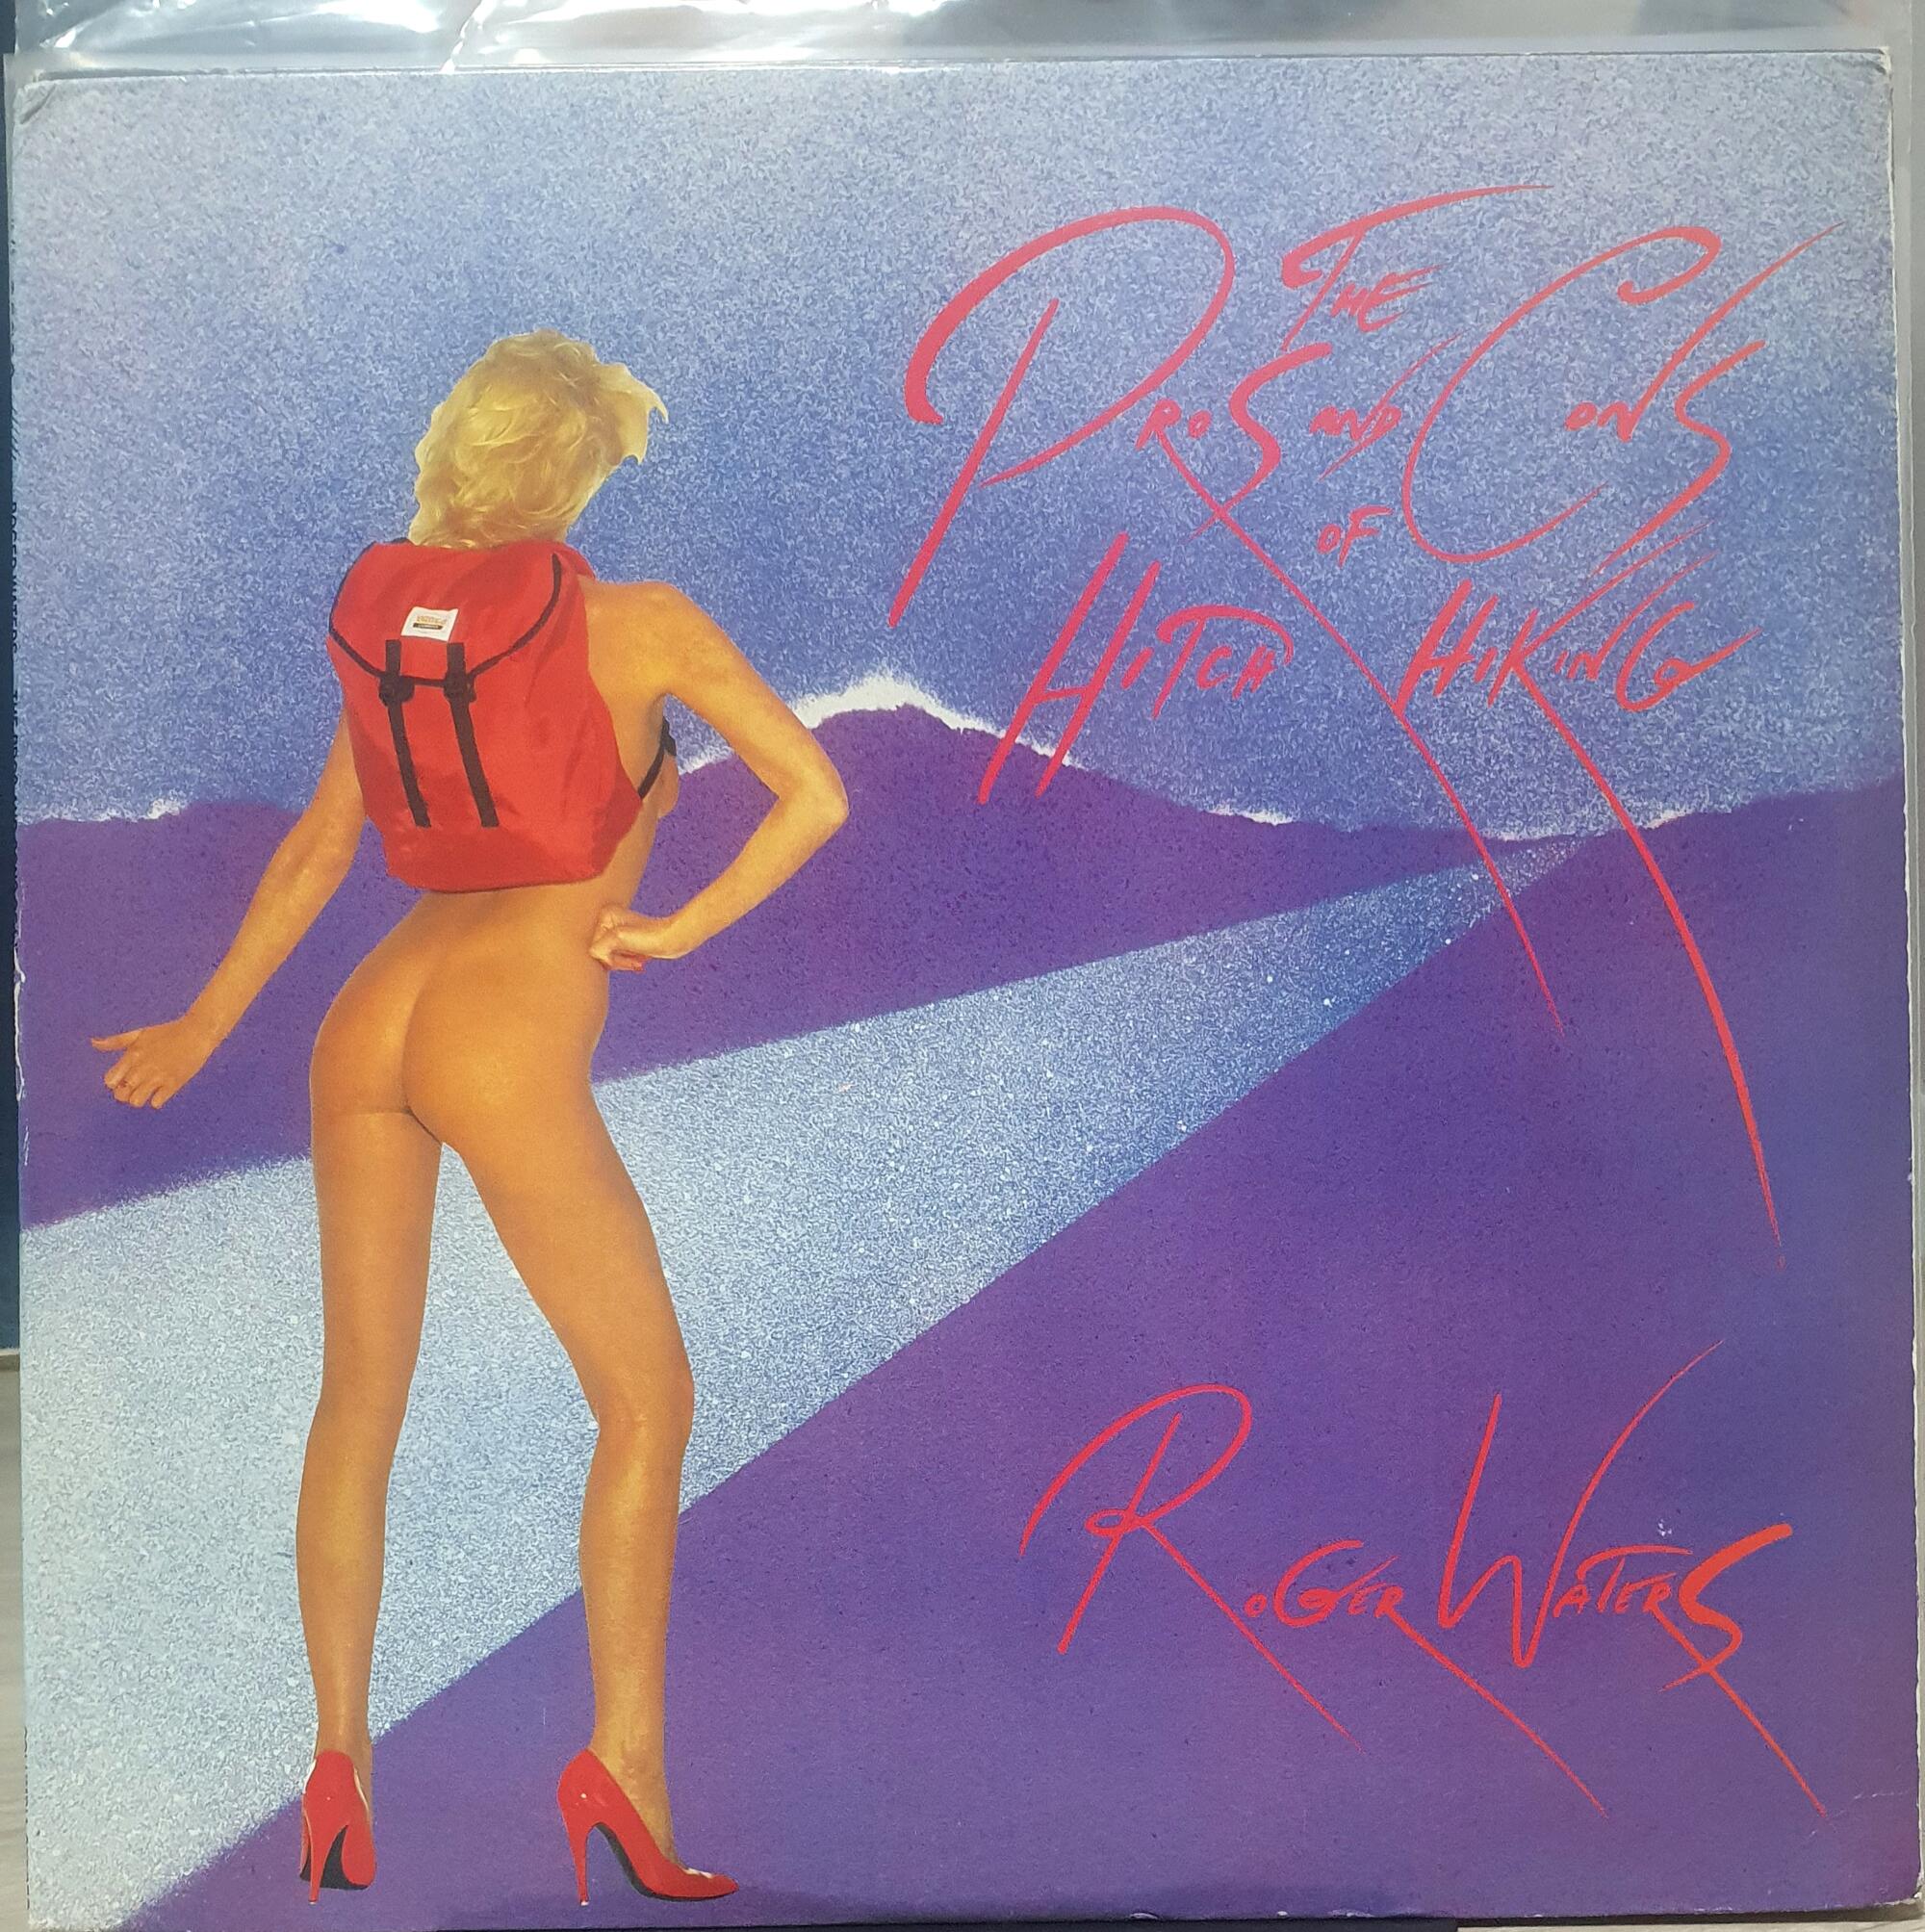 THE
PROS AND CONS
OF
HITCH HIKING
ROGER WATERS